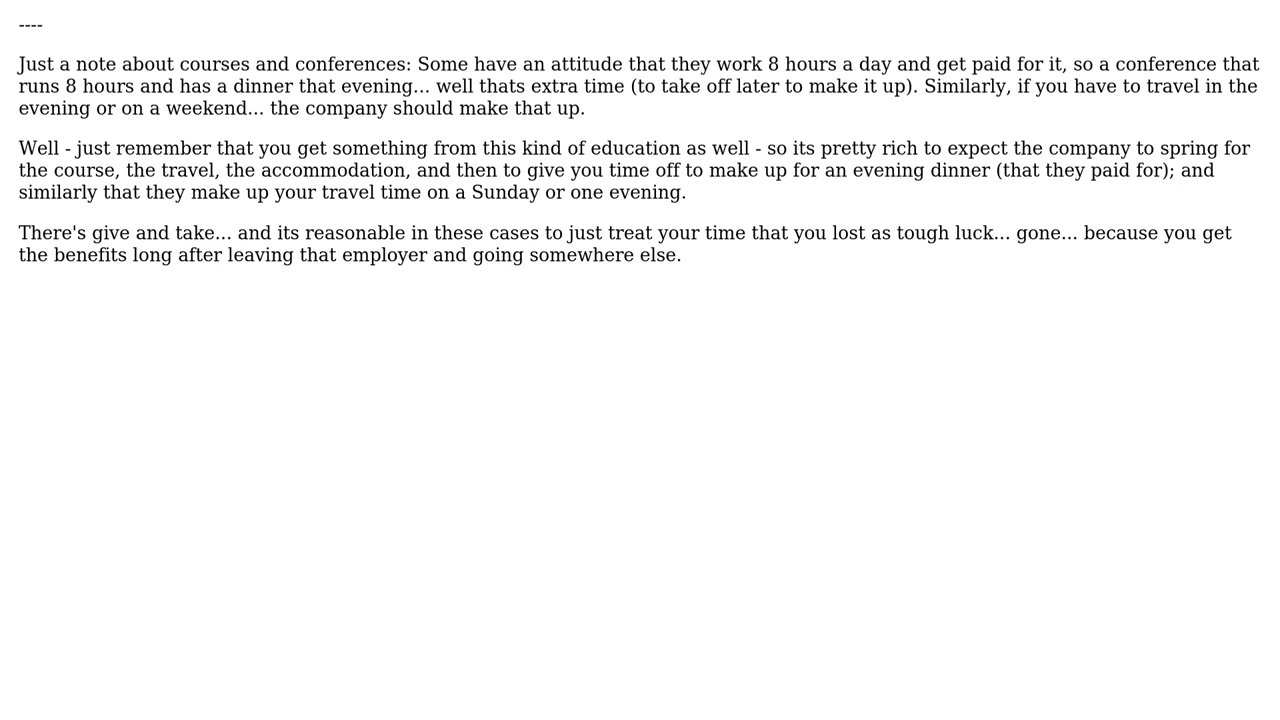 ----
Just a note about courses and conferences: Some have an attitude that they work 8 hours a day and get paid for it, so a conference that
runs 8 hours and has a dinner that evening... well thats extra time (to take off later to make it up). Similarly, if you have to travel in the
evening or on a weekend... the company should make that up.
Well - just remember that you get something from this kind of education as well - so its pretty rich to expect the company to spring for
the course, the travel, the accommodation, and then to give you time off to make up for an evening dinner (that they paid for); and
similarly that they make up your travel time on a Sunday or one evening.
There's give and take... and its reasonable in these cases to just treat your time that you lost as tough luck... gone... because you get
the benefits long after leaving that employer and going somewhere else.